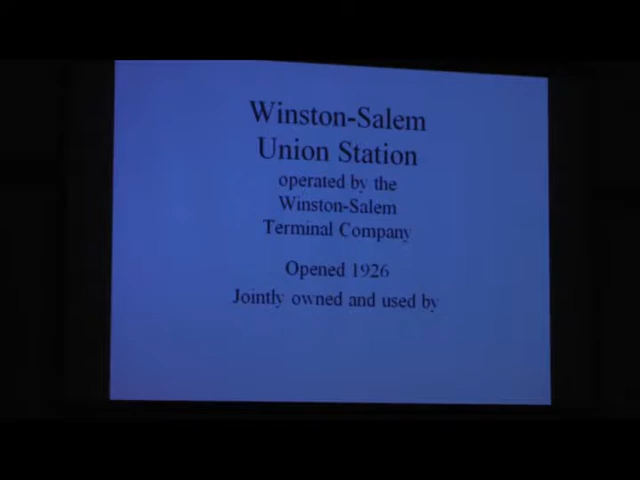 Winston-Salem
Union Station
operated by the
Winston-Salem
Terminal Company
Opened 1926
Jointly owned and used by